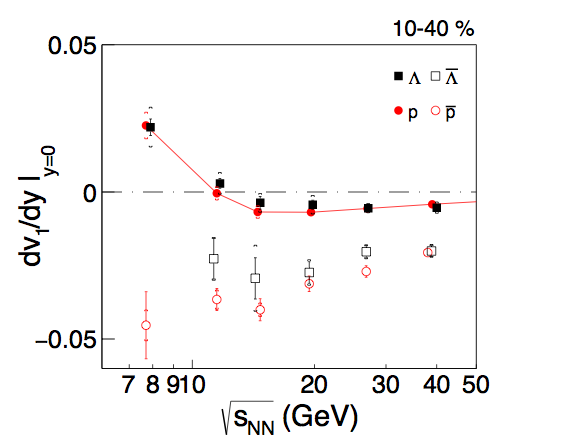 10-40 %
0.05
Λ Λ̅
p p̅
0
dv₁/dy |y=0
−0.05
7 8 9 10 20 30 40 50
√sNN (GeV)